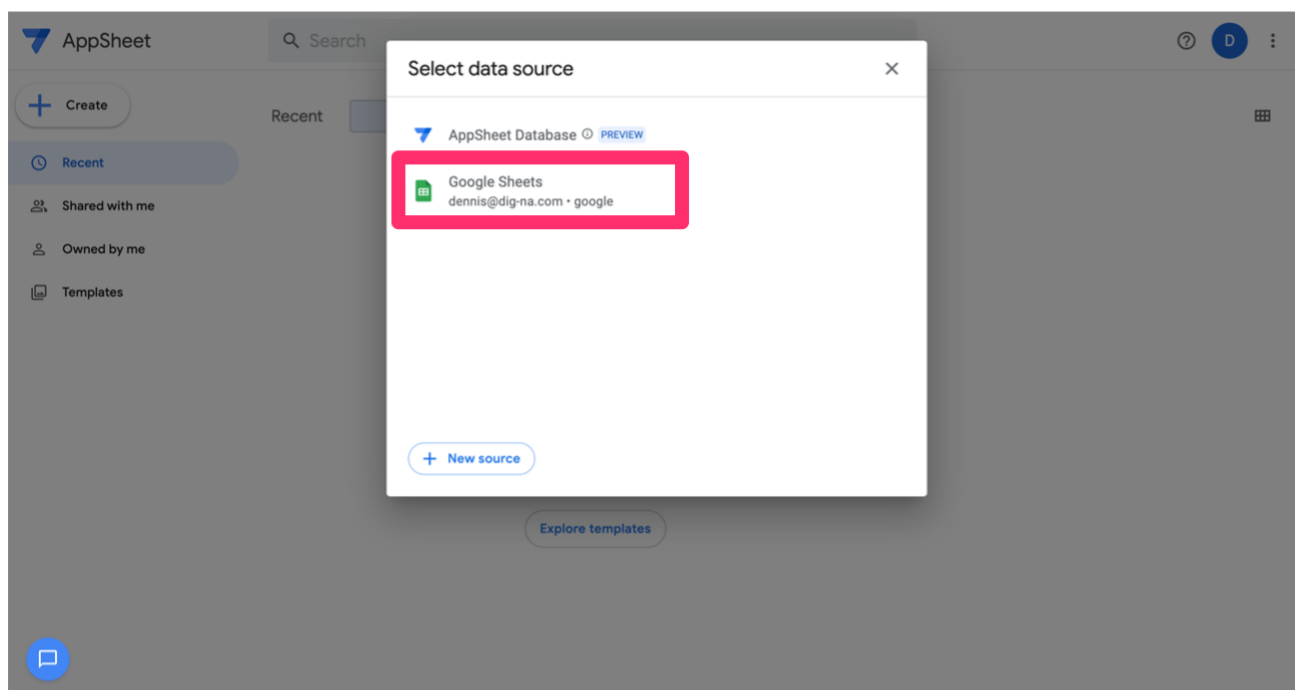 AppSheet
Search
D
Create
Recent
Shared with me
Owned by me
Templates
Recent
Select data source
AppSheet Database PREVIEW
Google Sheets
dennis@dig-na.com • google
New source
Explore templates